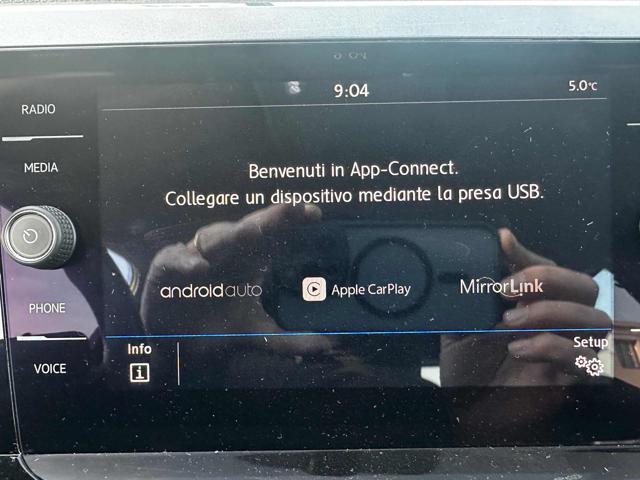 9:04
5.0°C
RADIO
MEDIA
PHONE
VOICE
Benvenuti in App-Connect.
Collegare un dispositivo mediante la presa USB.
androidauto
Apple CarPlay
MirrorLink
Info
i
Setup